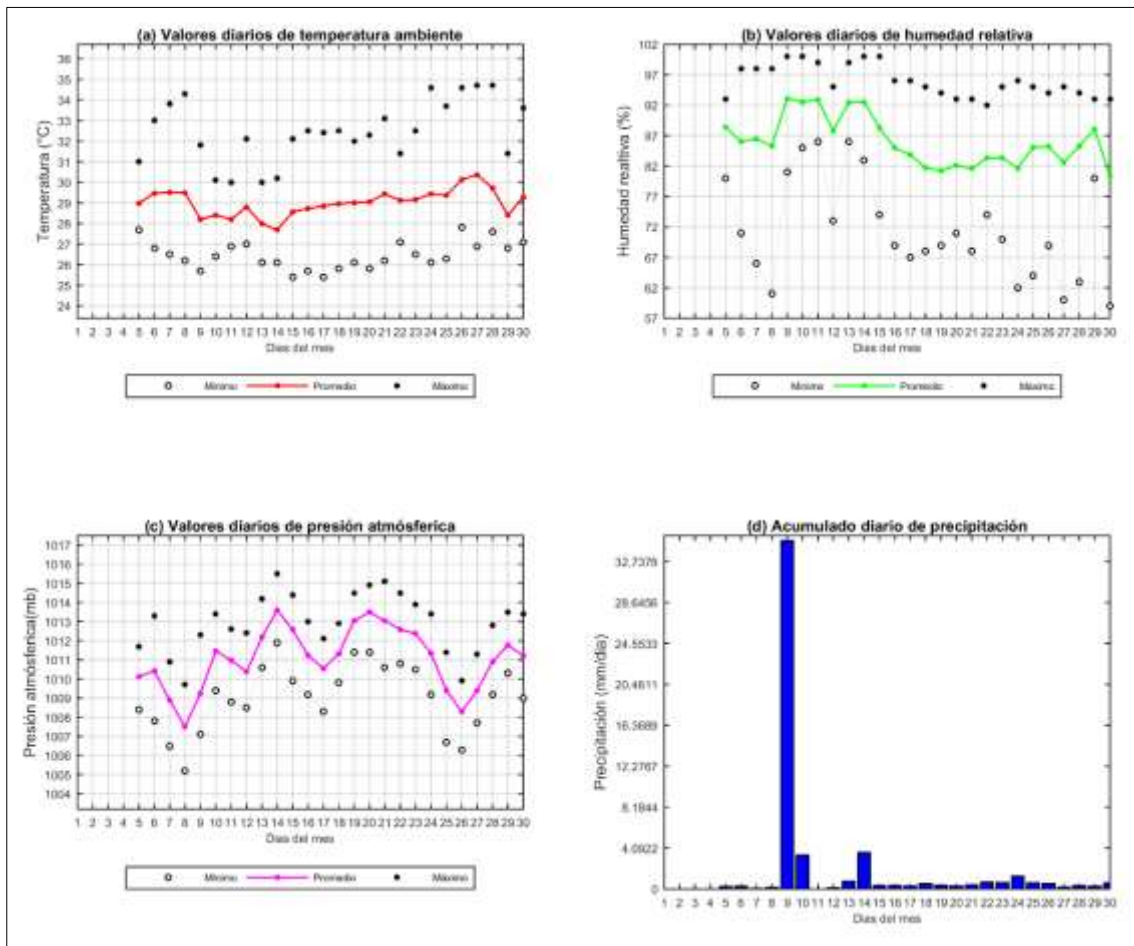 (a) Valores diarios de temperatura ambiente
36
35
34
33
32
31
30
29
28
27
26
25
24
Temperatura (°C)
1 2 3 4 5 6 7 8 9 10 11 12 13 14 15 16 17 18 19 20 21 22 23 24 25 26 27 28 29 30
Dias del mes
Mínimo Promedio Máximo
(b) Valores diarios de humedad relativa
102
97
92
87
82
77
72
67
62
57
Humedad realtiva (%)
1 2 3 4 5 6 7 8 9 10 11 12 13 14 15 16 17 18 19 20 21 22 23 24 25 26 27 28 29 30
Dias del mes
Mínimo Promedio Máximo
(c) Valores diarios de presión atmósferica
1017
1016
1015
1014
1013
1012
1011
1010
1009
1008
1007
1006
1005
1004
Presión atmósferica(mb)
1 2 3 4 5 6 7 8 9 10 11 12 13 14 15 16 17 18 19 20 21 22 23 24 25 26 27 28 29 30
Dias del mes
Mínimo Promedio Máximo
(d) Acumulado diario de precipitación
32.7378
28.6456
24.5533
20.4611
16.3689
12.2767
8.1844
4.0922
0
Precipitación (mm/dia)
1 2 3 4 5 6 7 8 9 10 11 12 13 14 15 16 17 18 19 20 21 22 23 24 25 26 27 28 29 30
Dias del mes